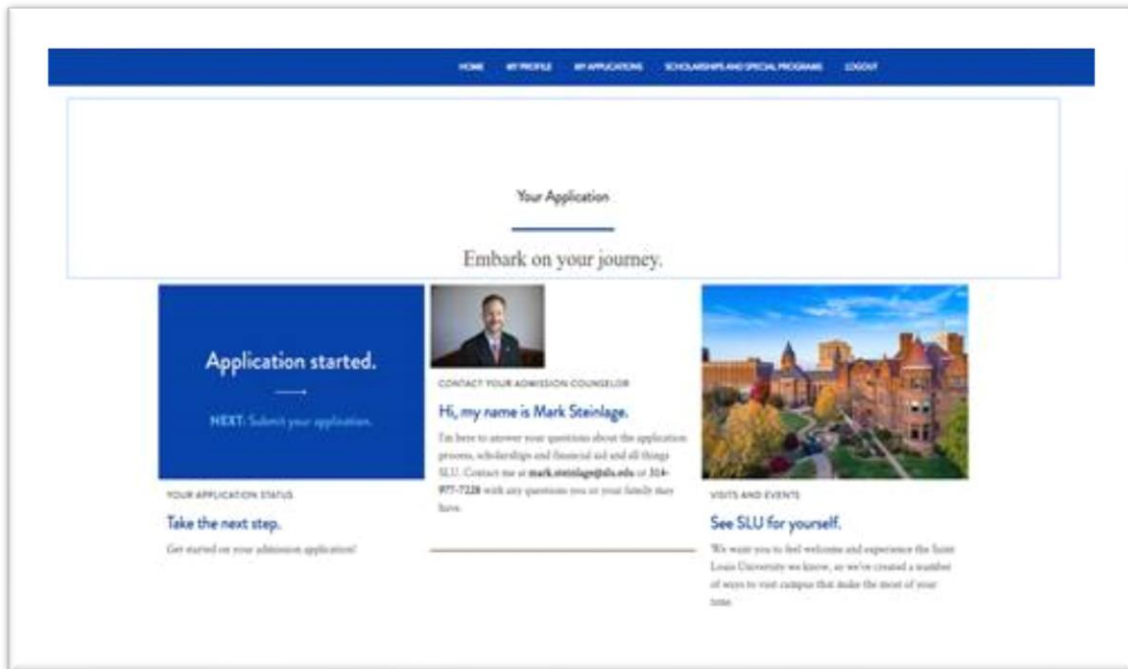 HOME MY PROFILE MY APPLICATIONS SCHOLARSHIPS AND SPECIAL PROGRAMS LOGOUT
Your Application
Embark on your journey.
Application started.
NEXT: Submit your application.
YOUR APPLICATION STATUS
Take the next step.
Get started on your admission application!
CONTACT YOUR ADMISSION COUNSELOR
Hi, my name is Mark Steinlage.
I'm here to answer your questions about the application
process, scholarships and financial aid and all things
SLU. Contact me at mark.steinlage@slu.edu or 314-
977-7228 with any questions you or your family may
have.
VISITS AND EVENTS
See SLU for yourself.
We want you to feel welcome and experience the Saint
Louis University we know, so we've created a number
of ways to visit campus that make the most of your
time.